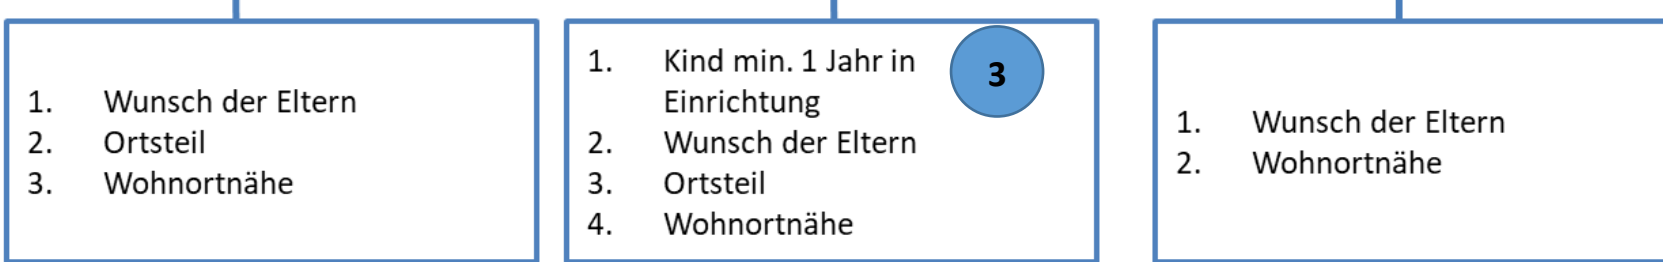 1. Wunsch der Eltern
2. Ortsteil
3. Wohnortnähe
1. Kind min. 1 Jahr in
Einrichtung
2. Wunsch der Eltern
3. Ortsteil
4. Wohnortnähe
3
1. Wunsch der Eltern
2. Wohnortnähe